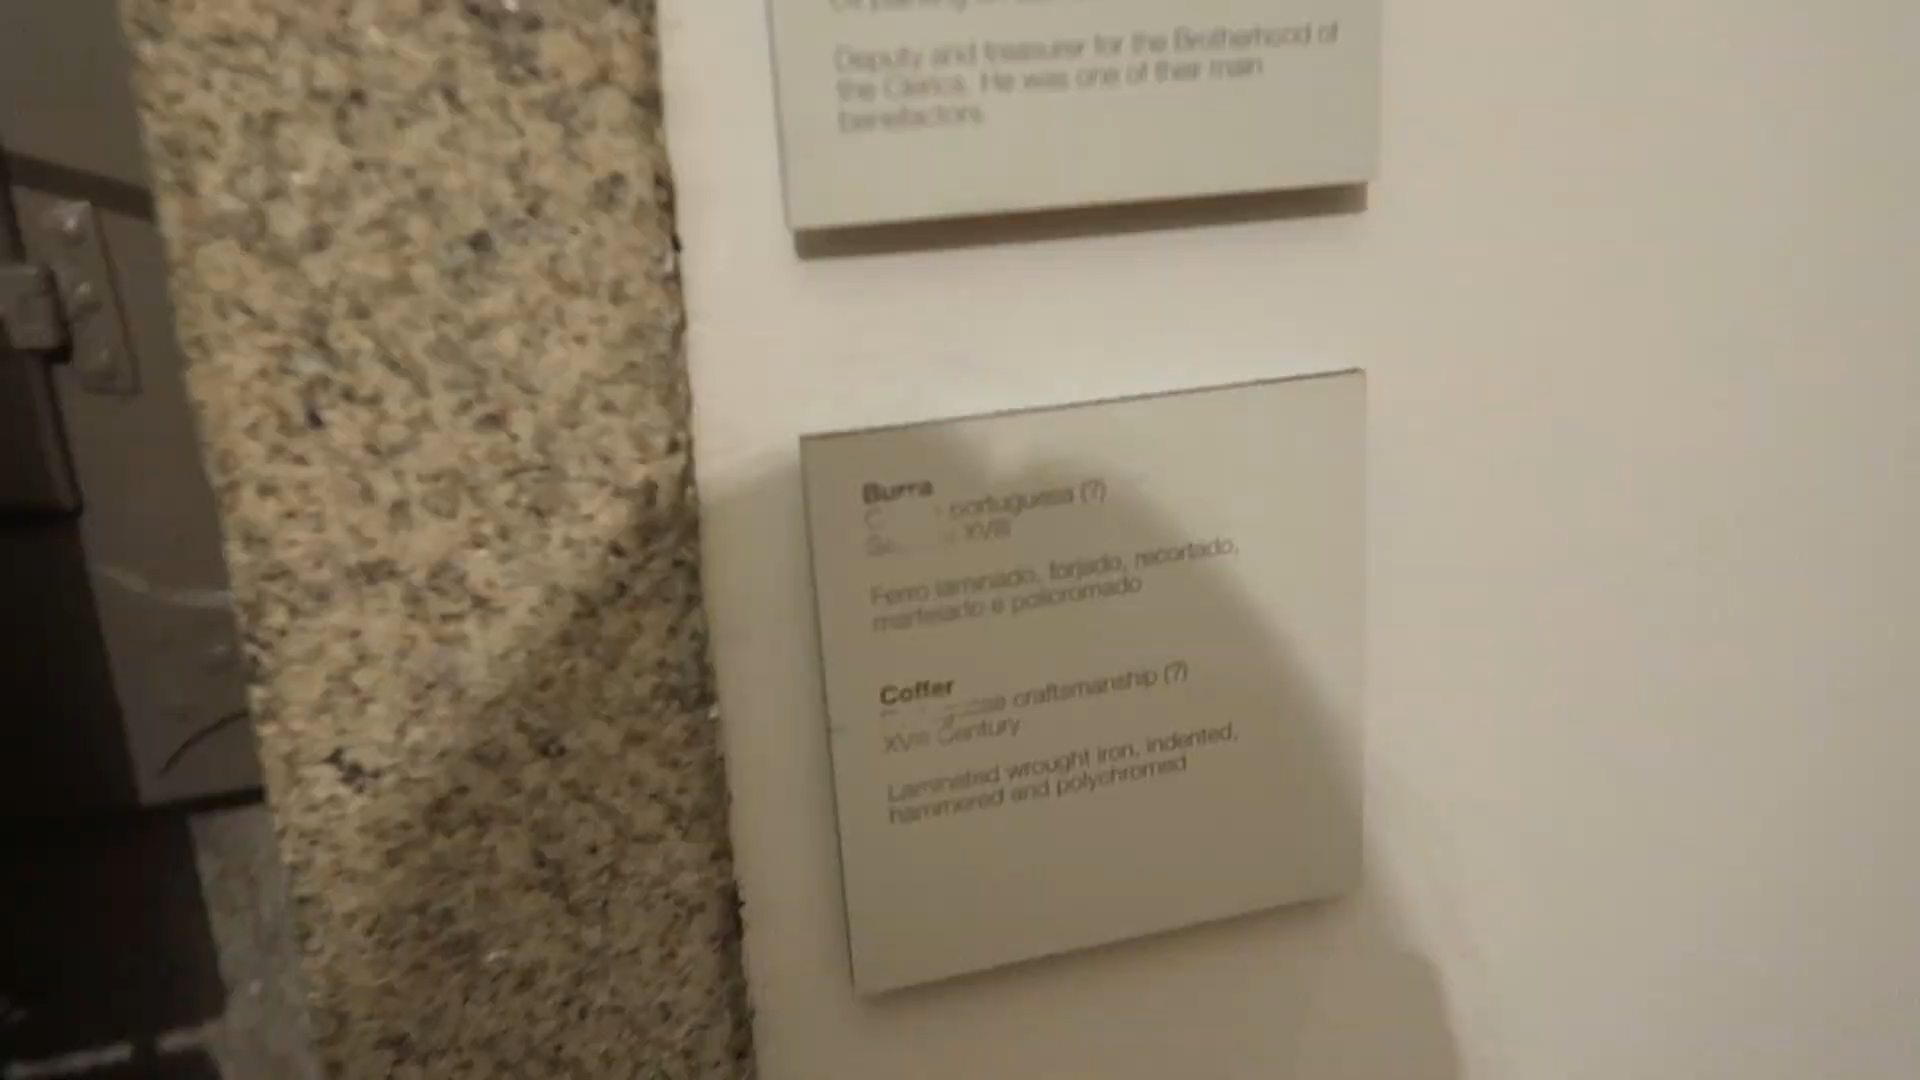 Deputy and treasurer for the Brotherhood of
the Clerics. He was one of their main
benefactors.
Burra
portuguesa (?)
XVIII
Ferro laminado, forjado, recortado,
martelado e policromado
Coffer
craftsmanship (?)
XVIII Century
Laminated wrought iron, indented,
hammered and polychromed